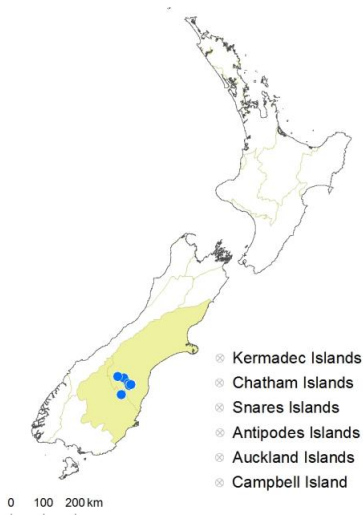 Kermadec Islands
Chatham Islands
Snares Islands
Antipodes Islands
Auckland Islands
Campbell Island
0 100 200 km